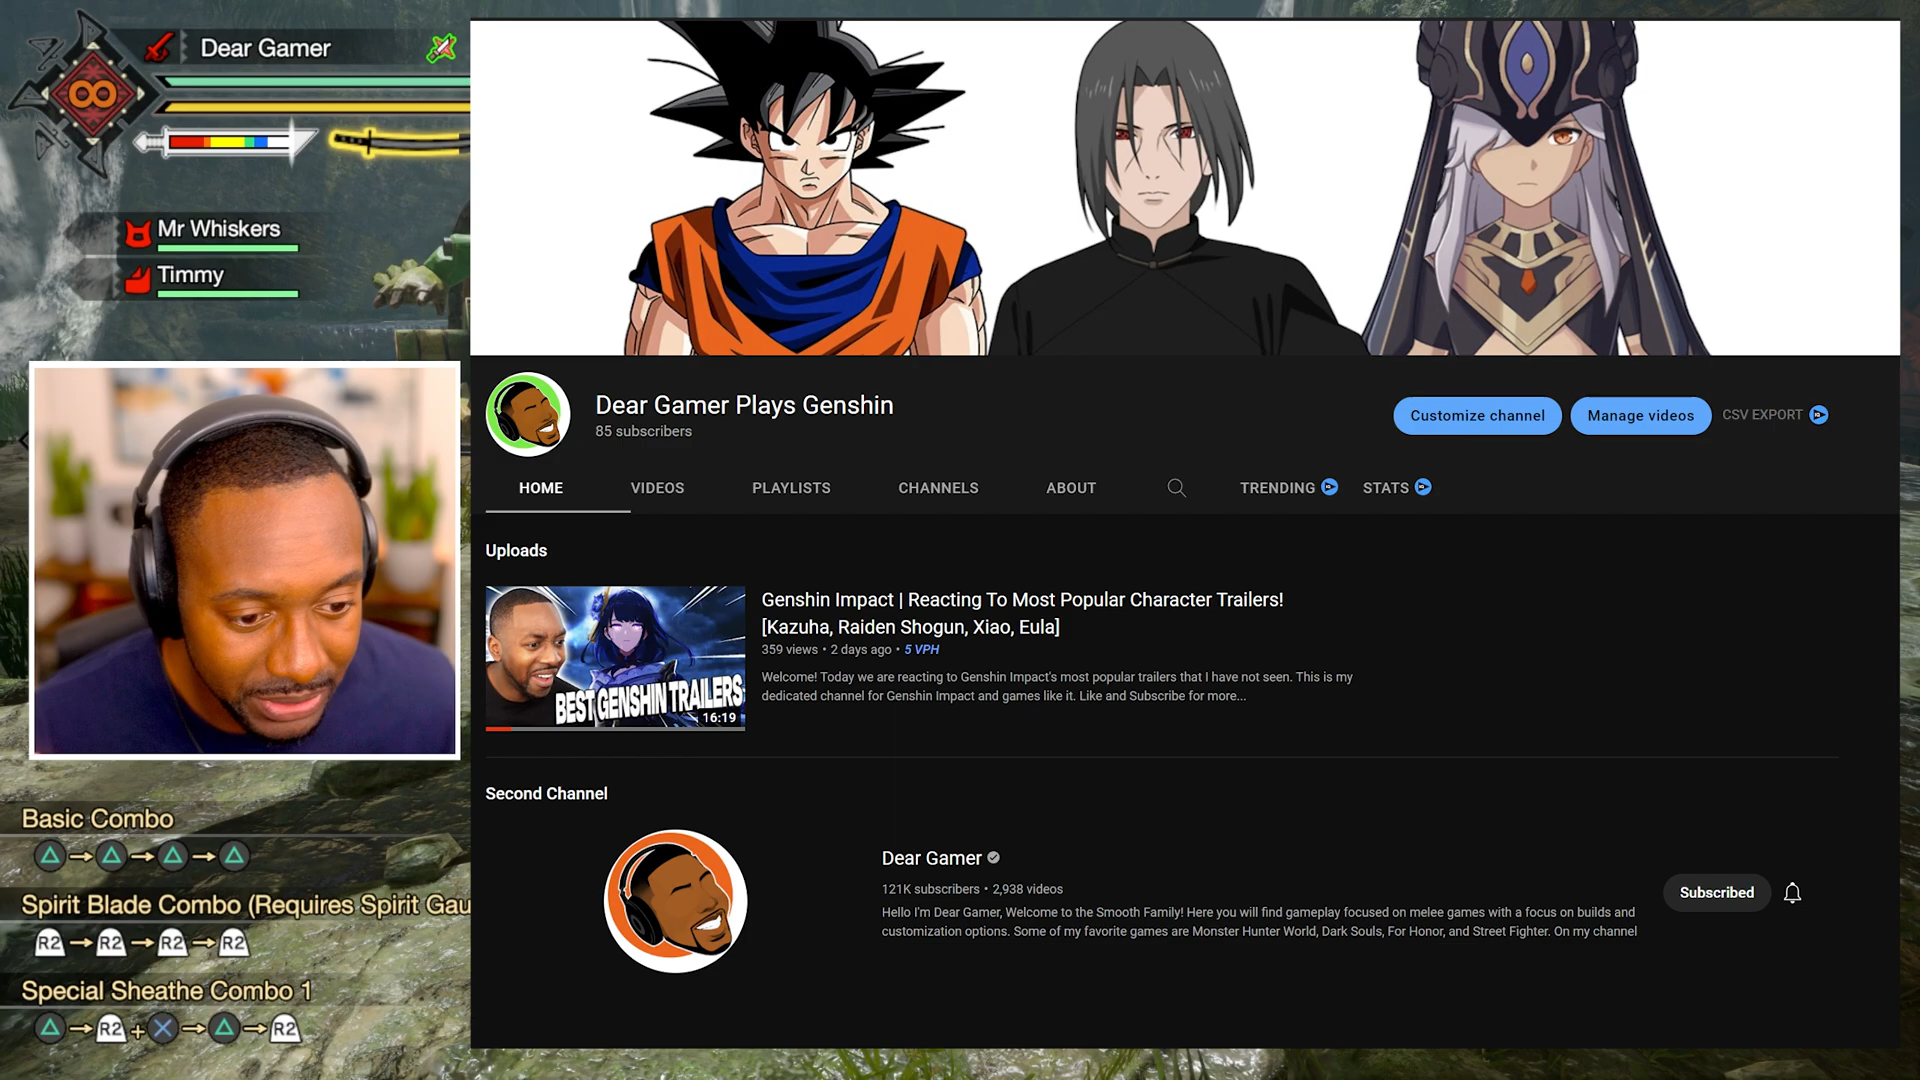 Dear Gamer
Mr Whiskers
Timmy
Basic Combo
Spirit Blade Combo (Requires Spirit Gau
R2
R2
R2
R2
Special Sheathe Combo 1
R2 +
R2
Dear Gamer Plays Genshin
85 subscribers
Customize channel
Manage videos
CSV EXPORT
HOME
VIDEOS
PLAYLISTS
CHANNELS
ABOUT
TRENDING
STATS
Uploads
BEST GENSHIN TRAILERS
16:19
Genshin Impact | Reacting To Most Popular Character Trailers!
[Kazuha, Raiden Shogun, Xiao, Eula]
359 views • 2 days ago • 5 VPH
Welcome! Today we are reacting to Genshin Impact's most popular trailers that I have not seen. This is my
dedicated channel for Genshin Impact and games like it. Like and Subscribe for more...
Second Channel
Dear Gamer
121K subscribers • 2,938 videos
Hello I'm Dear Gamer, Welcome to the Smooth Family! Here you will find gameplay focused on melee games with a focus on builds and
customization options. Some of my favorite games are Monster Hunter World, Dark Souls, For Honor, and Street Fighter. On my channel
Subscribed